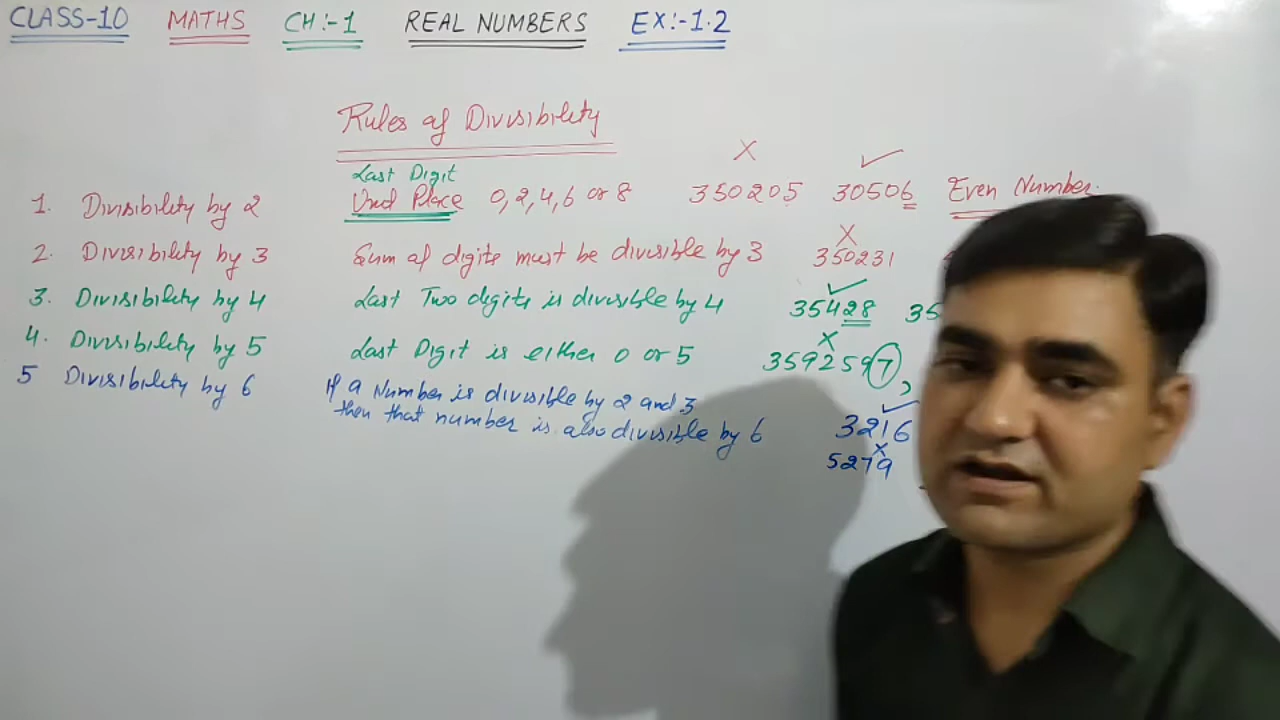 CLASS-10 MATHS CH:-1 REAL NUMBERS EX:-1.2
Rules of Divisibility
Last Digit
1. Divisibility by 2 Unit Place 0,2,4,6 or 8 350205 X 30506 ✓ Even Number.
2. Divisibility by 3 Sum of digits must be divisible by 3 350231 X
3. Divisibility by 4 Last Two digits is divisible by 4 35428 ✓ 35
4. Divisibility by 5 Last Digit is either 0 or 5 3592597 X ,
5 Divisibility by 6 If a Number is divisible by 2 and 3
then that number is also divisible by 6 3216 ✓
5279 X